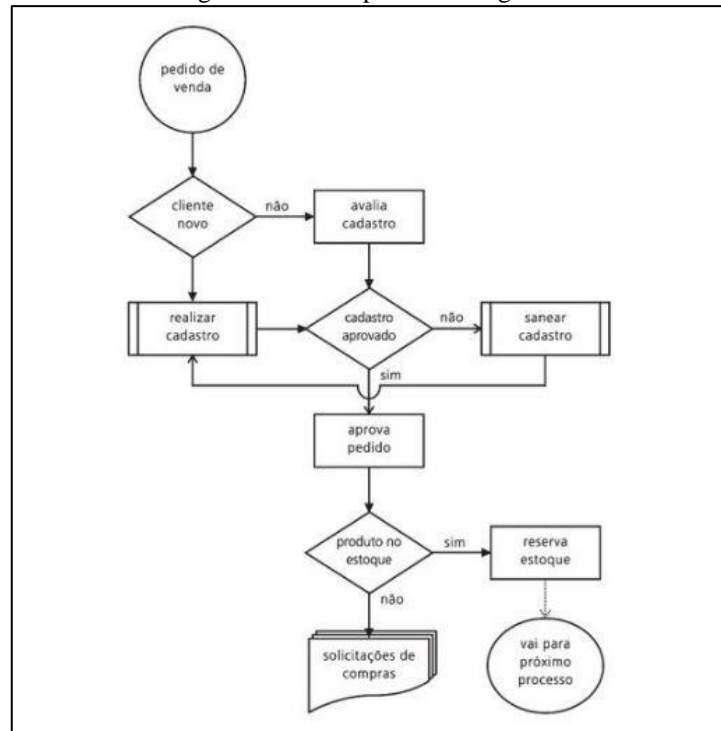 pedido de
venda
cliente
novo
não
avalia
cadastro
realizar
cadastro
cadastro
aprovado
não
sanear
cadastro
sim
aprova
pedido
produto no
estoque
sim
reserva
estoque
não
solicitações de
compras
vai para
próximo
processo